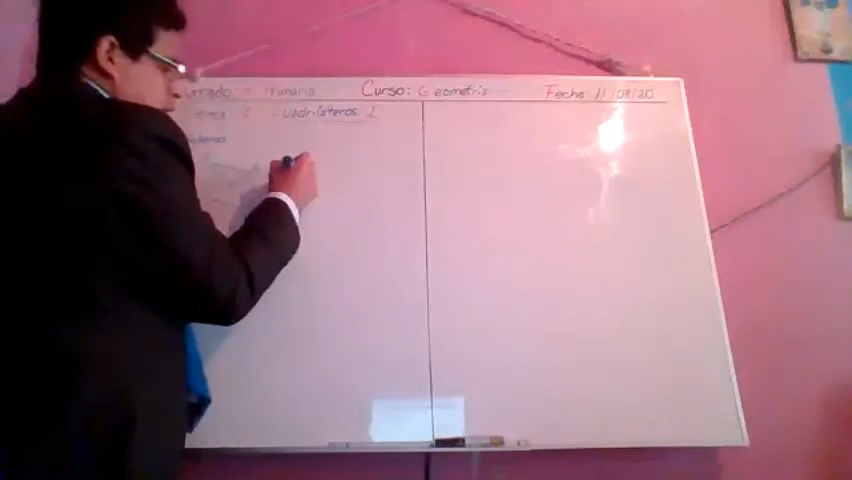 Grado - Primaria Curso: Geometría Fecha: 11/09/20
Tema 2 - Cuadriláteros I